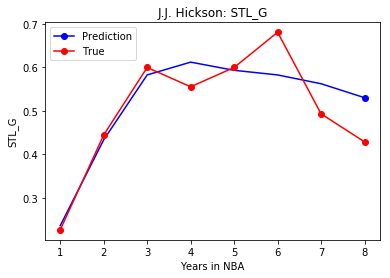 J.J. Hickson: STL_G
Prediction
True
STL_G
0.7
0.6
0.5
0.4
0.3
1 2 3 4 5 6 7 8
Years in NBA